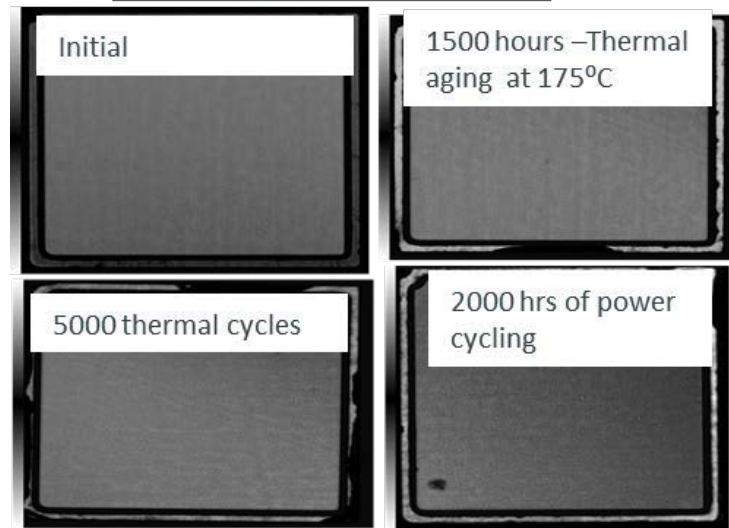 Initial
1500 hours –Thermal
aging at 175⁰C
5000 thermal cycles
2000 hrs of power
cycling